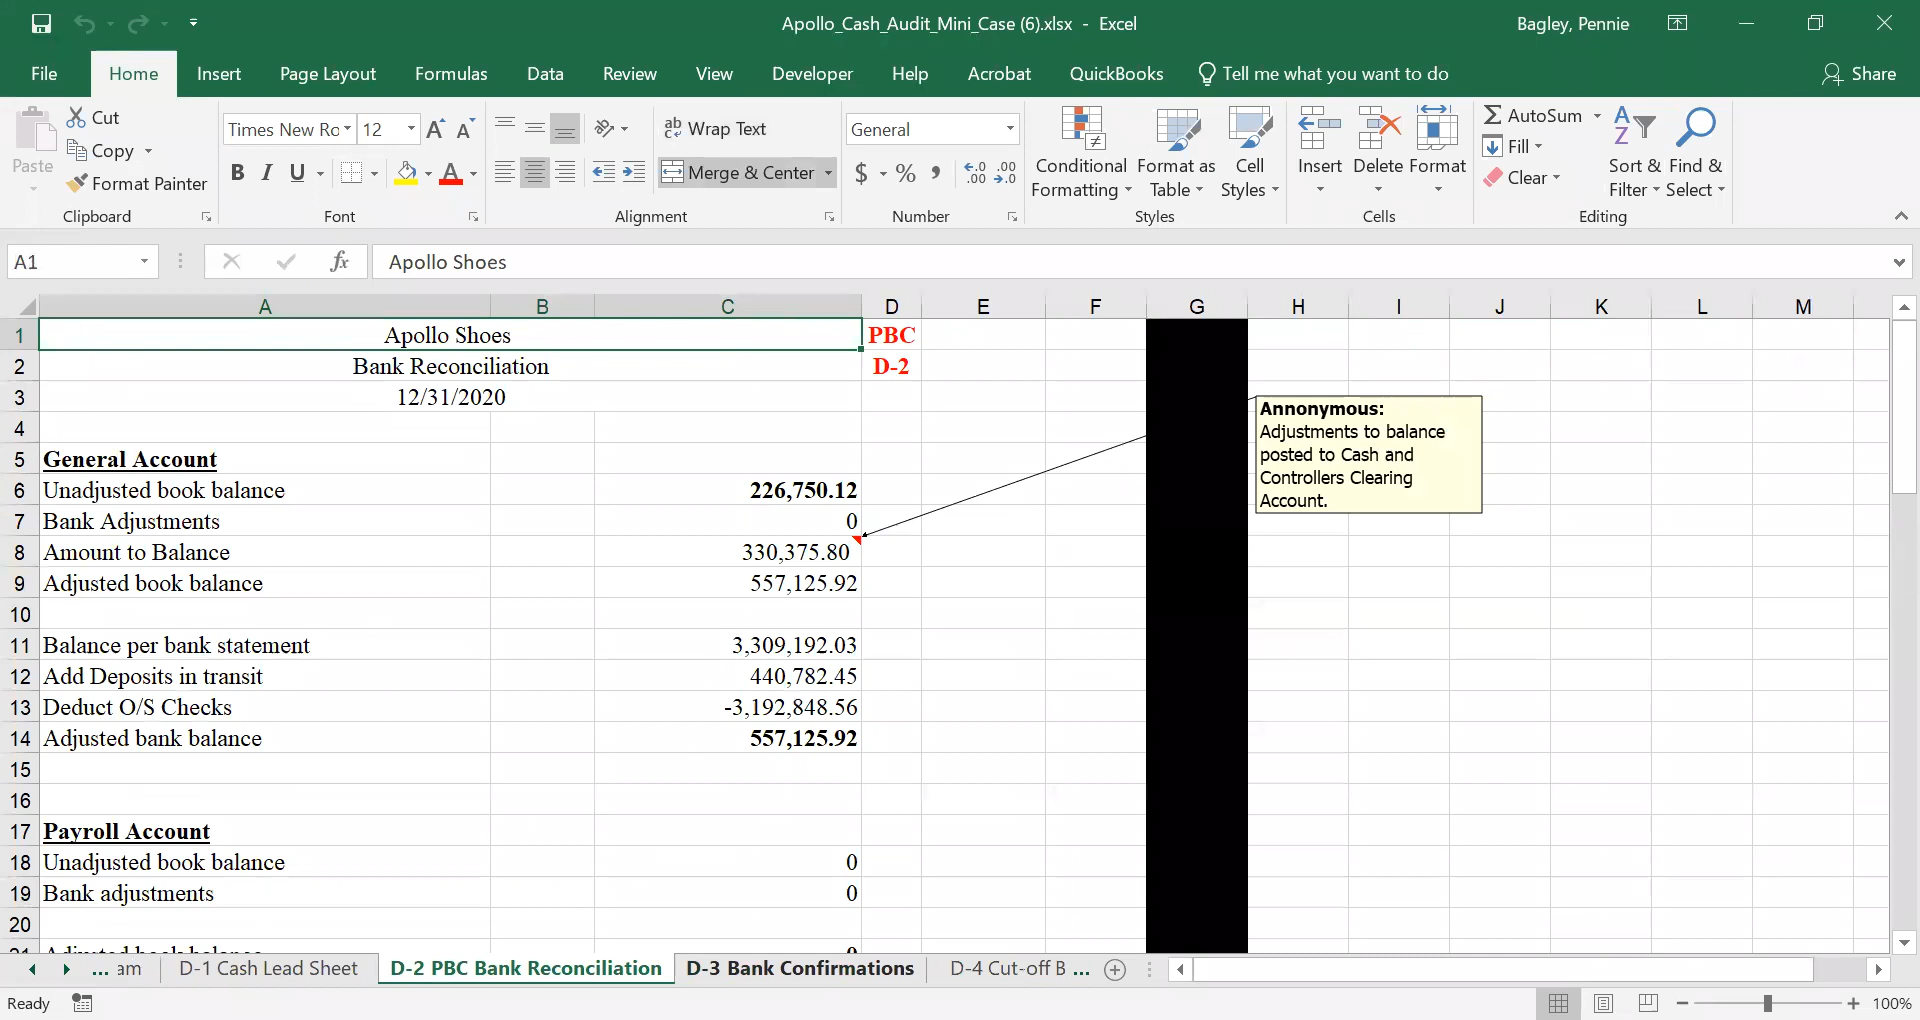 Apollo_Cash_Audit_Mini_Case (6).xlsx - Excel
Bagley, Pennie
File Home Insert Page Layout Formulas Data Review View Developer Help Acrobat QuickBooks Tell me what you want to do Share
Paste
Cut
Copy
Format Painter
Clipboard
Times New Ro 12
B I U
Font
Wrap Text
Merge & Center
Alignment
General
$ % ,
Number
Conditional Formatting
Format as Table
Cell Styles
Styles
Insert Delete Format
Cells
AutoSum
Fill
Clear
Sort & Filter
Find & Select
Editing
A1 fx Apollo Shoes
A B C D E F G H I J K L M
1 Apollo Shoes PBC
2 Bank Reconciliation D-2
3 12/31/2020
4
5 General Account
6 Unadjusted book balance 226,750.12
7 Bank Adjustments 0
8 Amount to Balance 330,375.80
9 Adjusted book balance 557,125.92
10
11 Balance per bank statement 3,309,192.03
12 Add Deposits in transit 440,782.45
13 Deduct O/S Checks -3,192,848.56
14 Adjusted bank balance 557,125.92
15
16
17 Payroll Account
18 Unadjusted book balance 0
19 Bank adjustments 0
20
Annonymous:
Adjustments to balance
posted to Cash and
Controllers Clearing
Account.
... am D-1 Cash Lead Sheet D-2 PBC Bank Reconciliation D-3 Bank Confirmations D-4 Cut-off B ...
Ready 100%